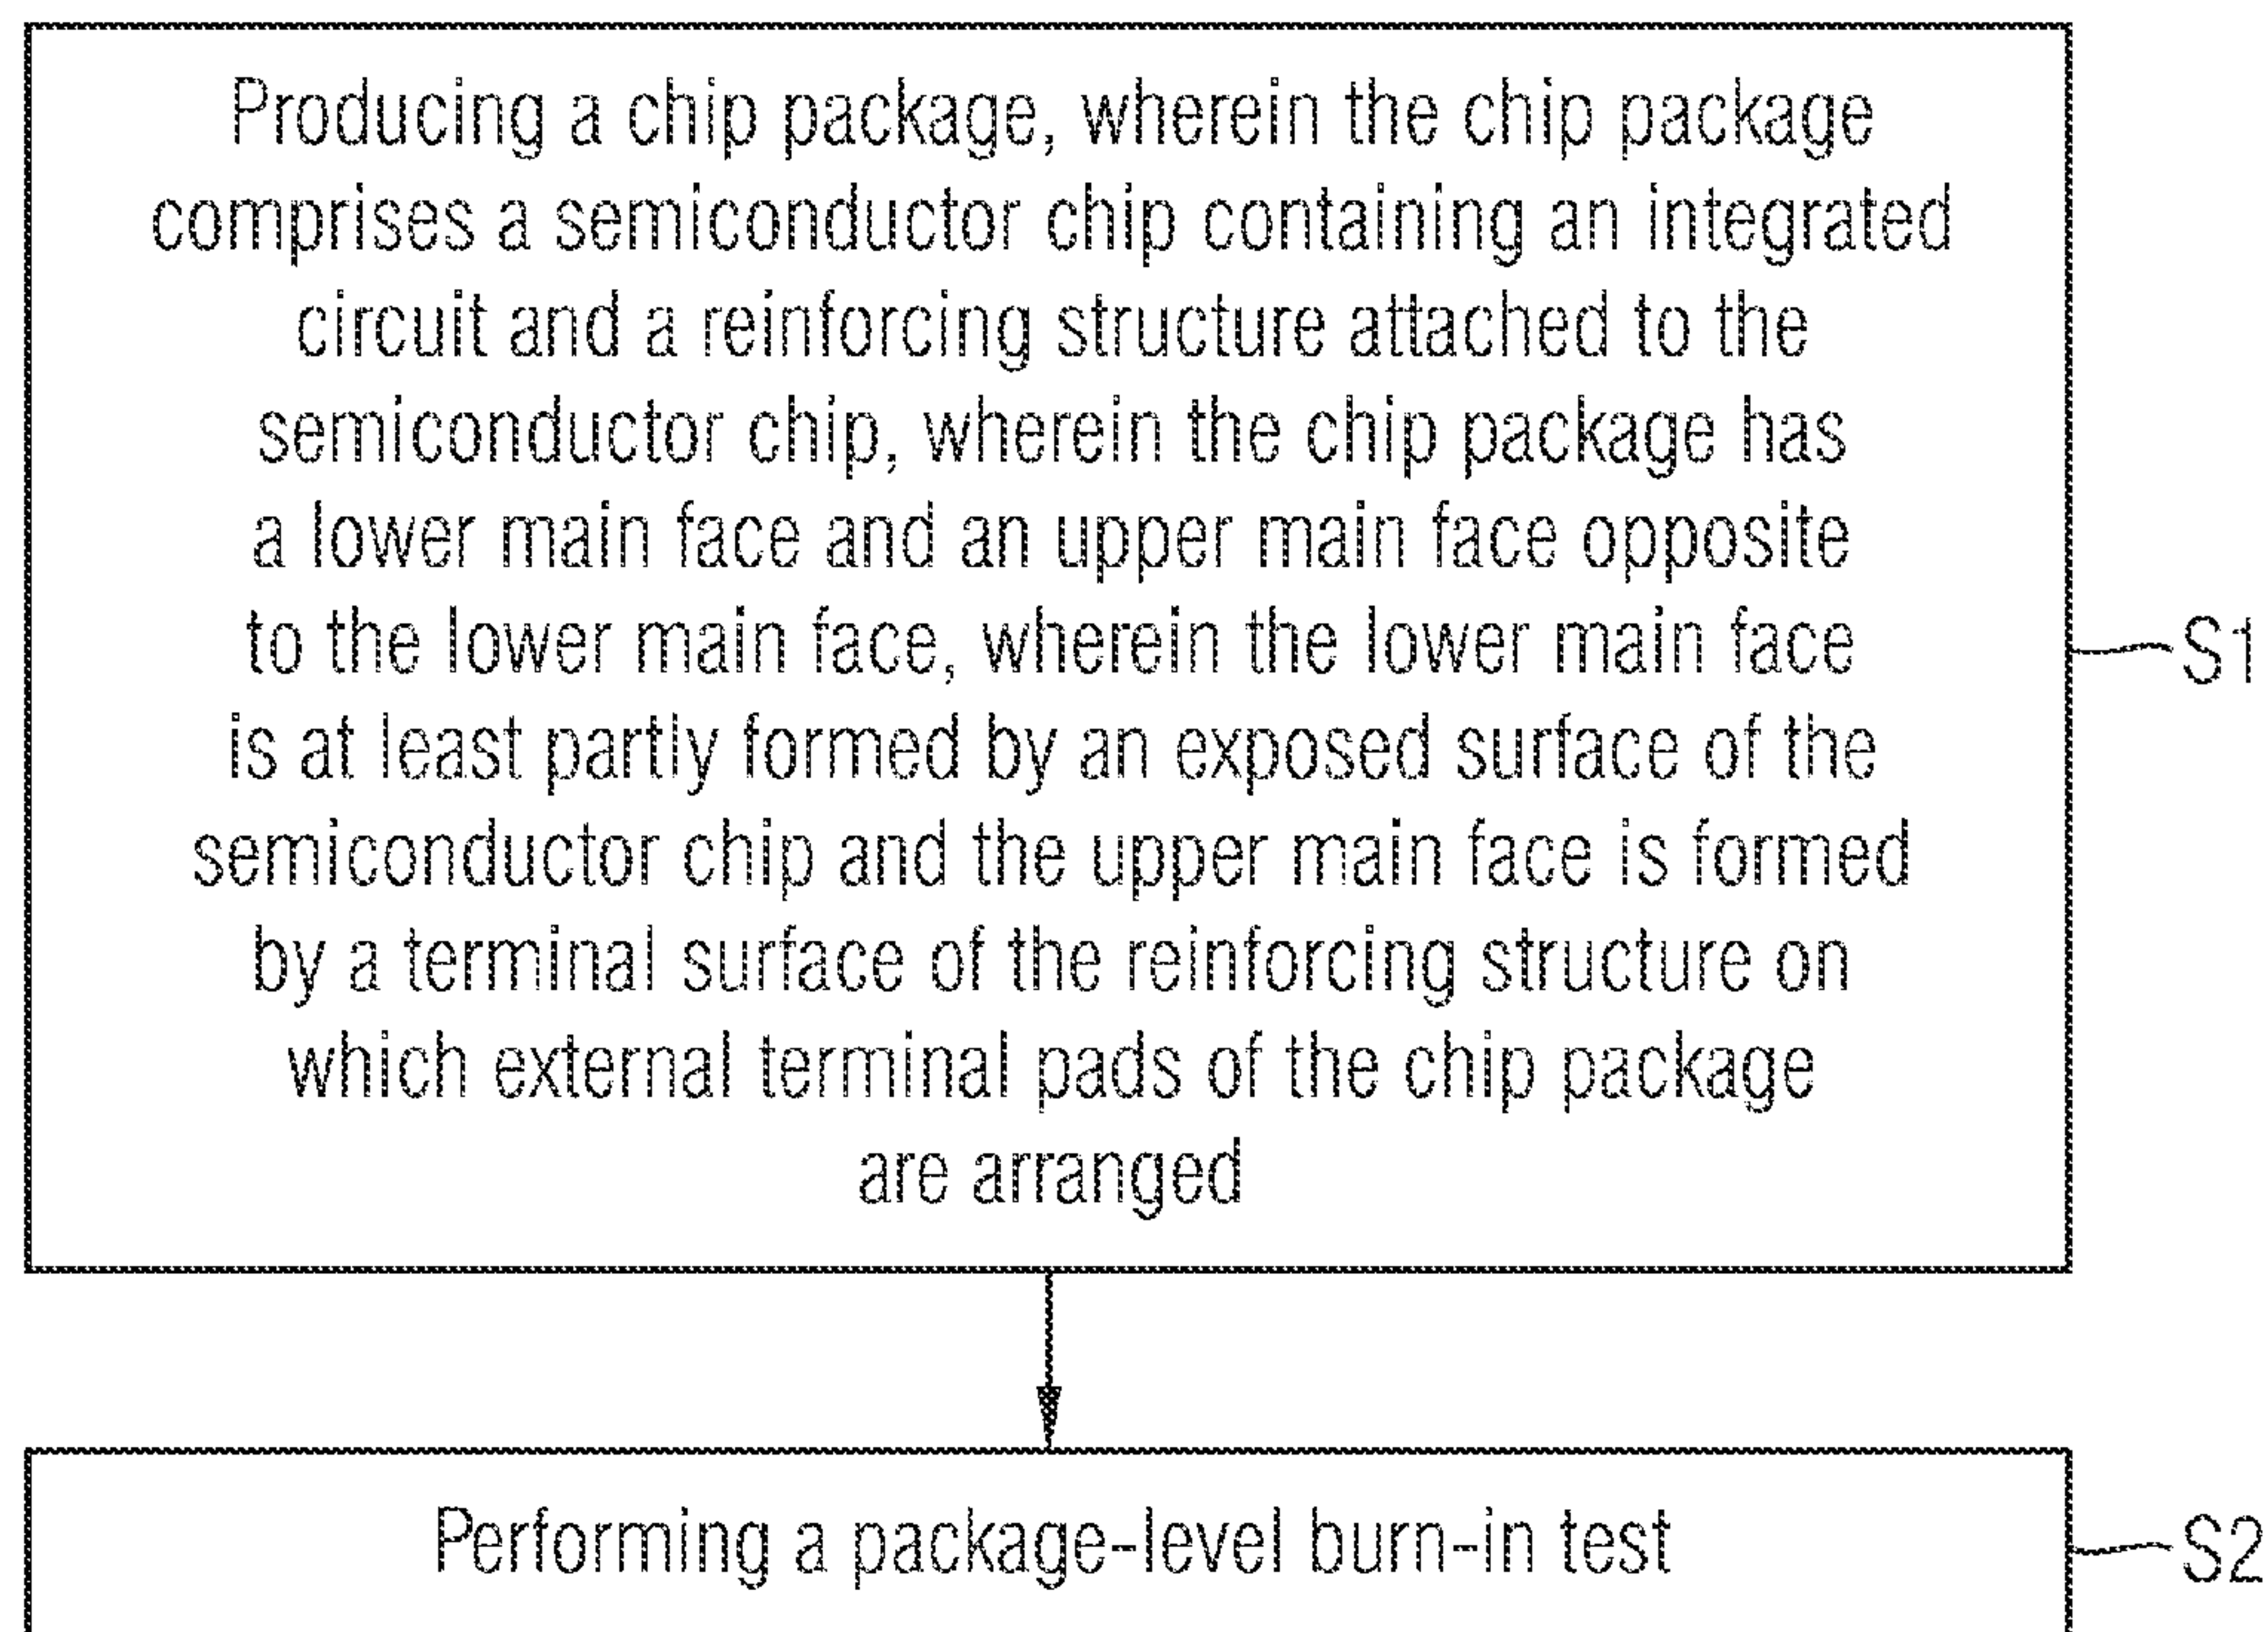 Producing a chip package, wherein the chip package
comprises a semiconductor chip containing an integrated
circuit and a reinforcing structure attached to the
semiconductor chip, wherein the chip package has
a lower main face and an upper main face opposite
to the lower main face, wherein the lower main face
is at least partly formed by an exposed surface of the
semiconductor chip and the upper main face is formed
by a terminal surface of the reinforcing structure on
which external terminal pads of the chip package
are arranged
S1
Performing a package-level burn-in test
S2